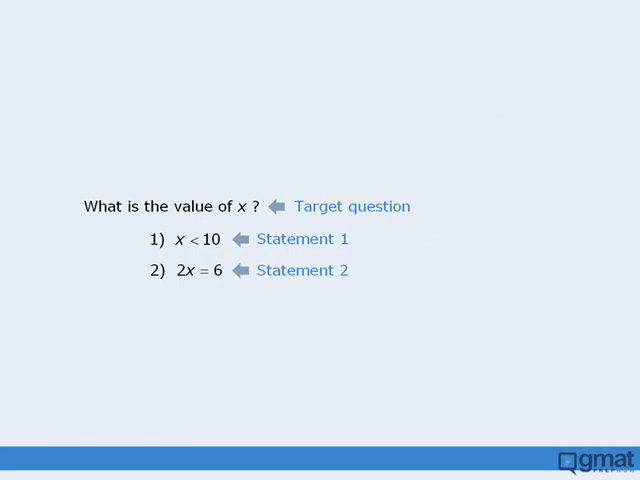 What is the value of x ? Target question
1) x < 10 Statement 1
2) 2x = 6 Statement 2
gmat